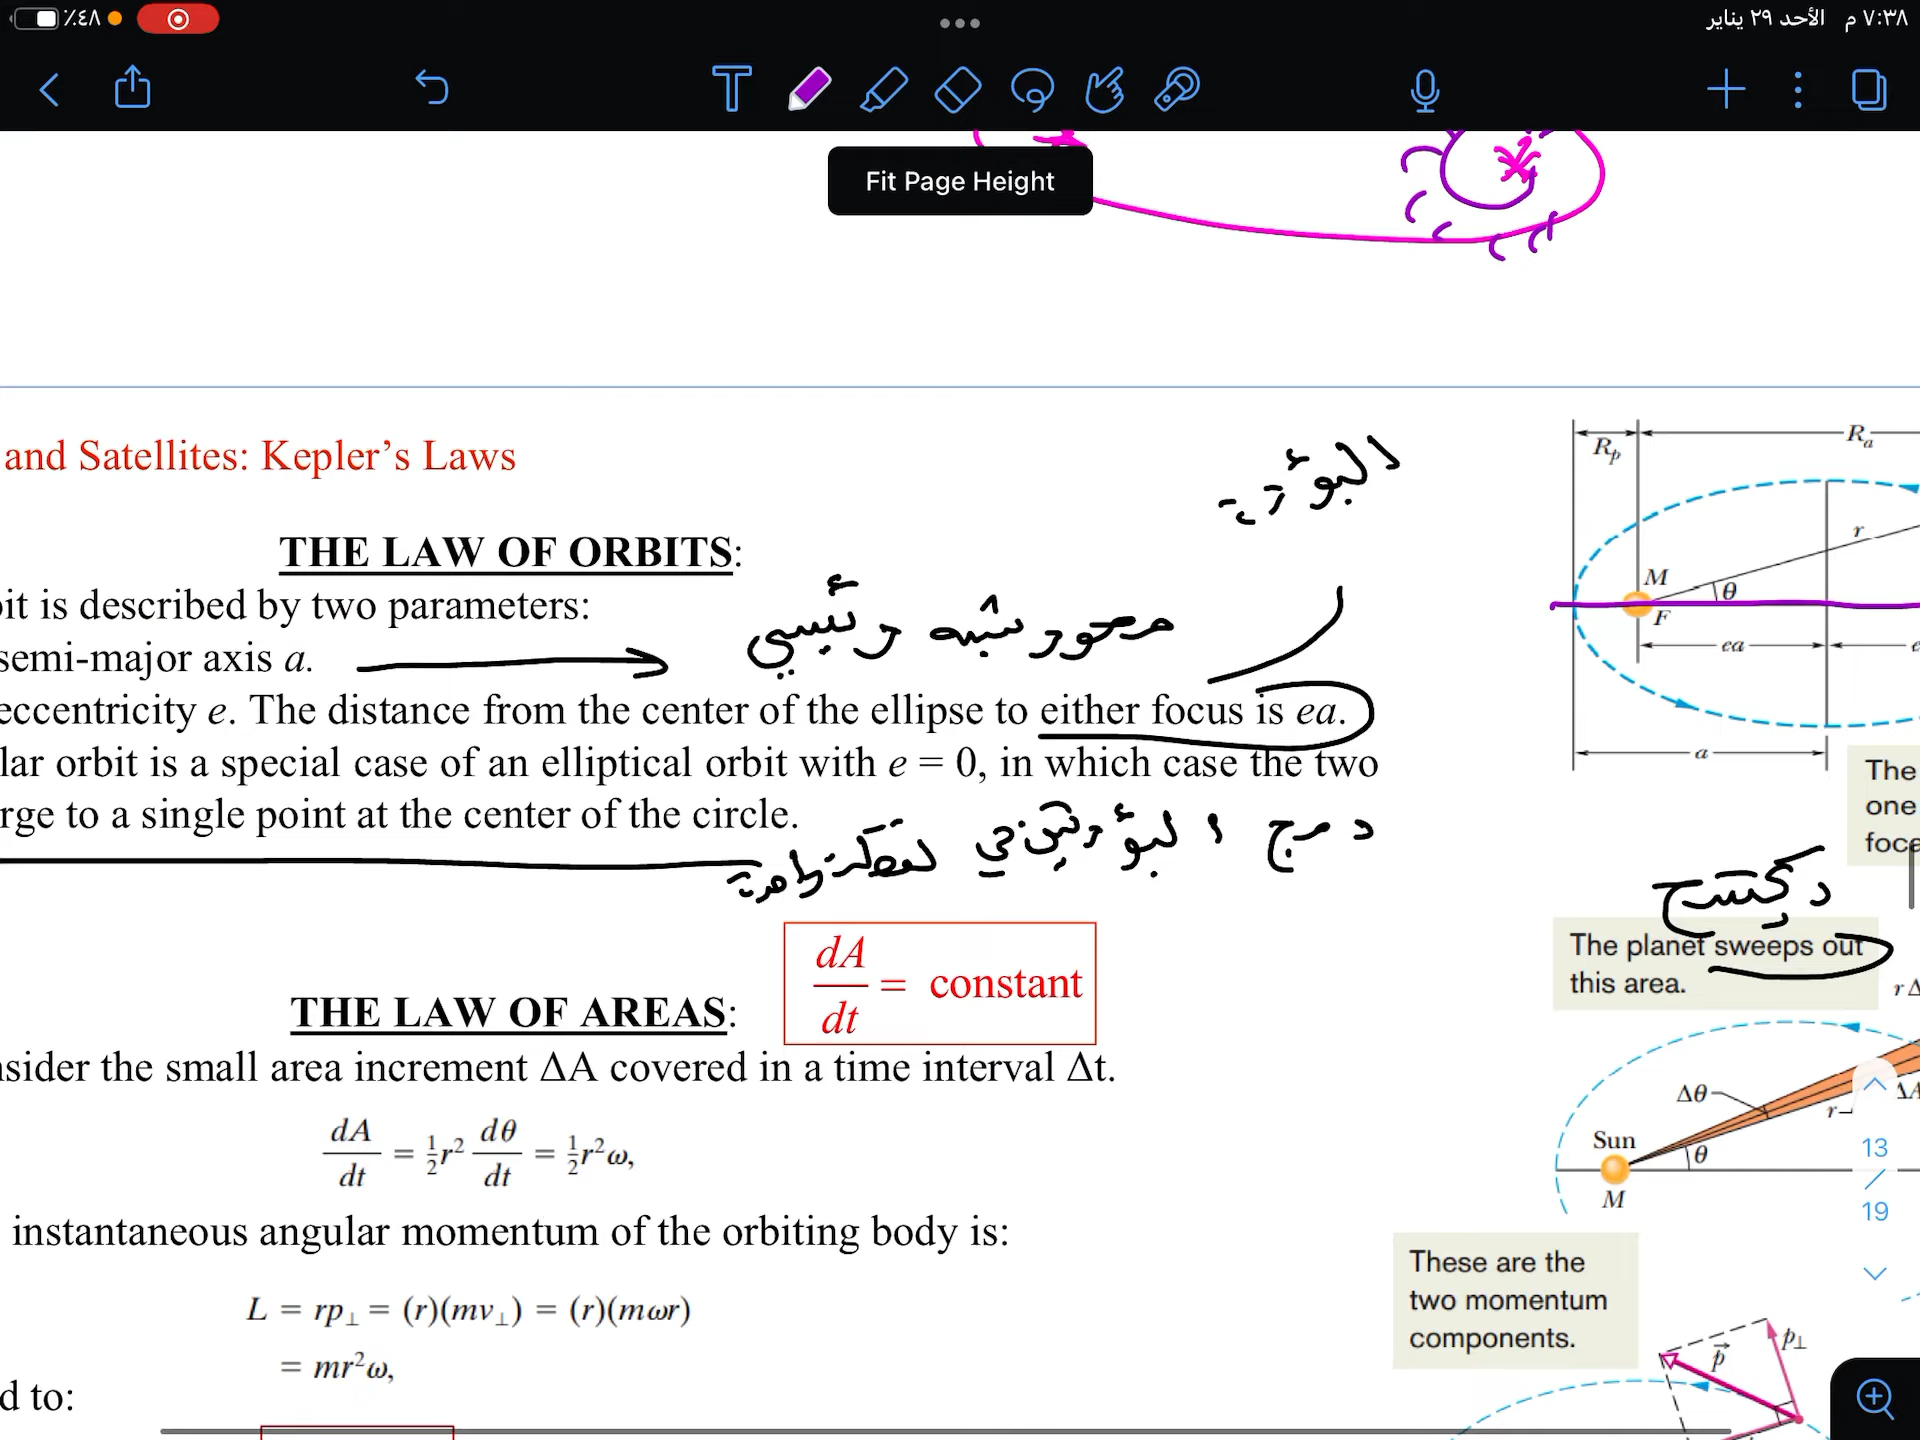 ٪٤٨
٧:٣٨ م الأحد ٢٩ يناير
Fit Page Height
and Satellites: Kepler's Laws
البؤرة
THE LAW OF ORBITS:
bit is described by two parameters:
semi-major axis a.
محور شبه رئيسي
eccentricity e. The distance from the center of the ellipse to either focus is ea.
lar orbit is a special case of an elliptical orbit with e = 0, in which case the two
rge to a single point at the center of the circle.
دمج البؤرتين في نقطة واحدة
R_p R_a
r
M θ
F
ea
a
The
one
foc
يكتسح
The planet sweeps out
this area.
r Δ
dA/dt = constant
THE LAW OF AREAS:
nsider the small area increment ΔA covered in a time interval Δt.
dA/dt = ½r² dθ/dt = ½r²ω,
instantaneous angular momentum of the orbiting body is:
L = rp⊥ = (r)(mv⊥) = (r)(mωr)
= mr²ω,
d to:
Δθ
r
ΔA
Sun
θ
M
13
/
19
These are the
two momentum
components.
p⊥
p⃗